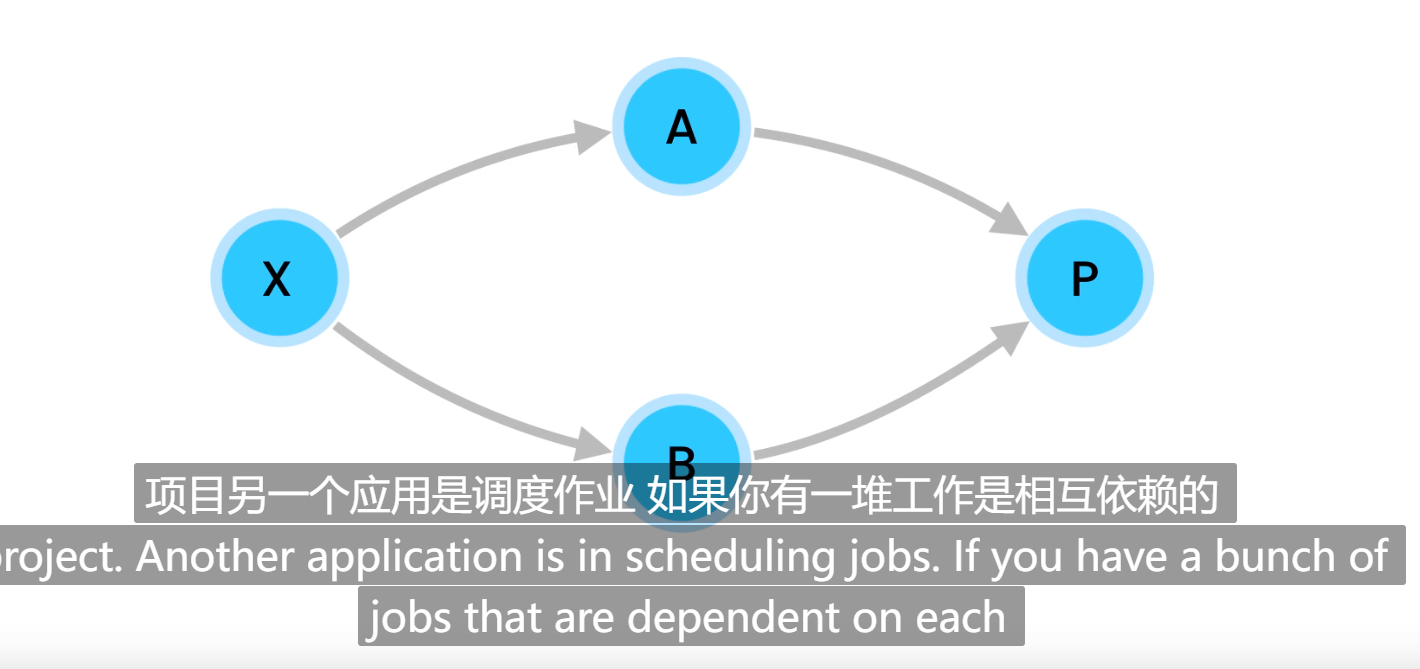 A
X
P
B
项目另一个应用是调度作业 如果你有一堆工作是相互依赖的
roject. Another application is in scheduling jobs. If you have a bunch of
jobs that are dependent on each